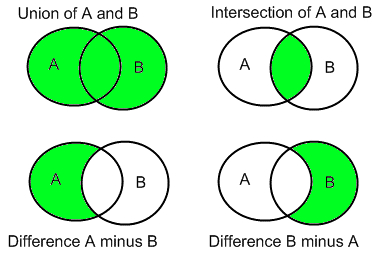 Union of A and B
Intersection of A and B
A
B
A
B
A
B
A
B
Difference A minus B
Difference B minus A